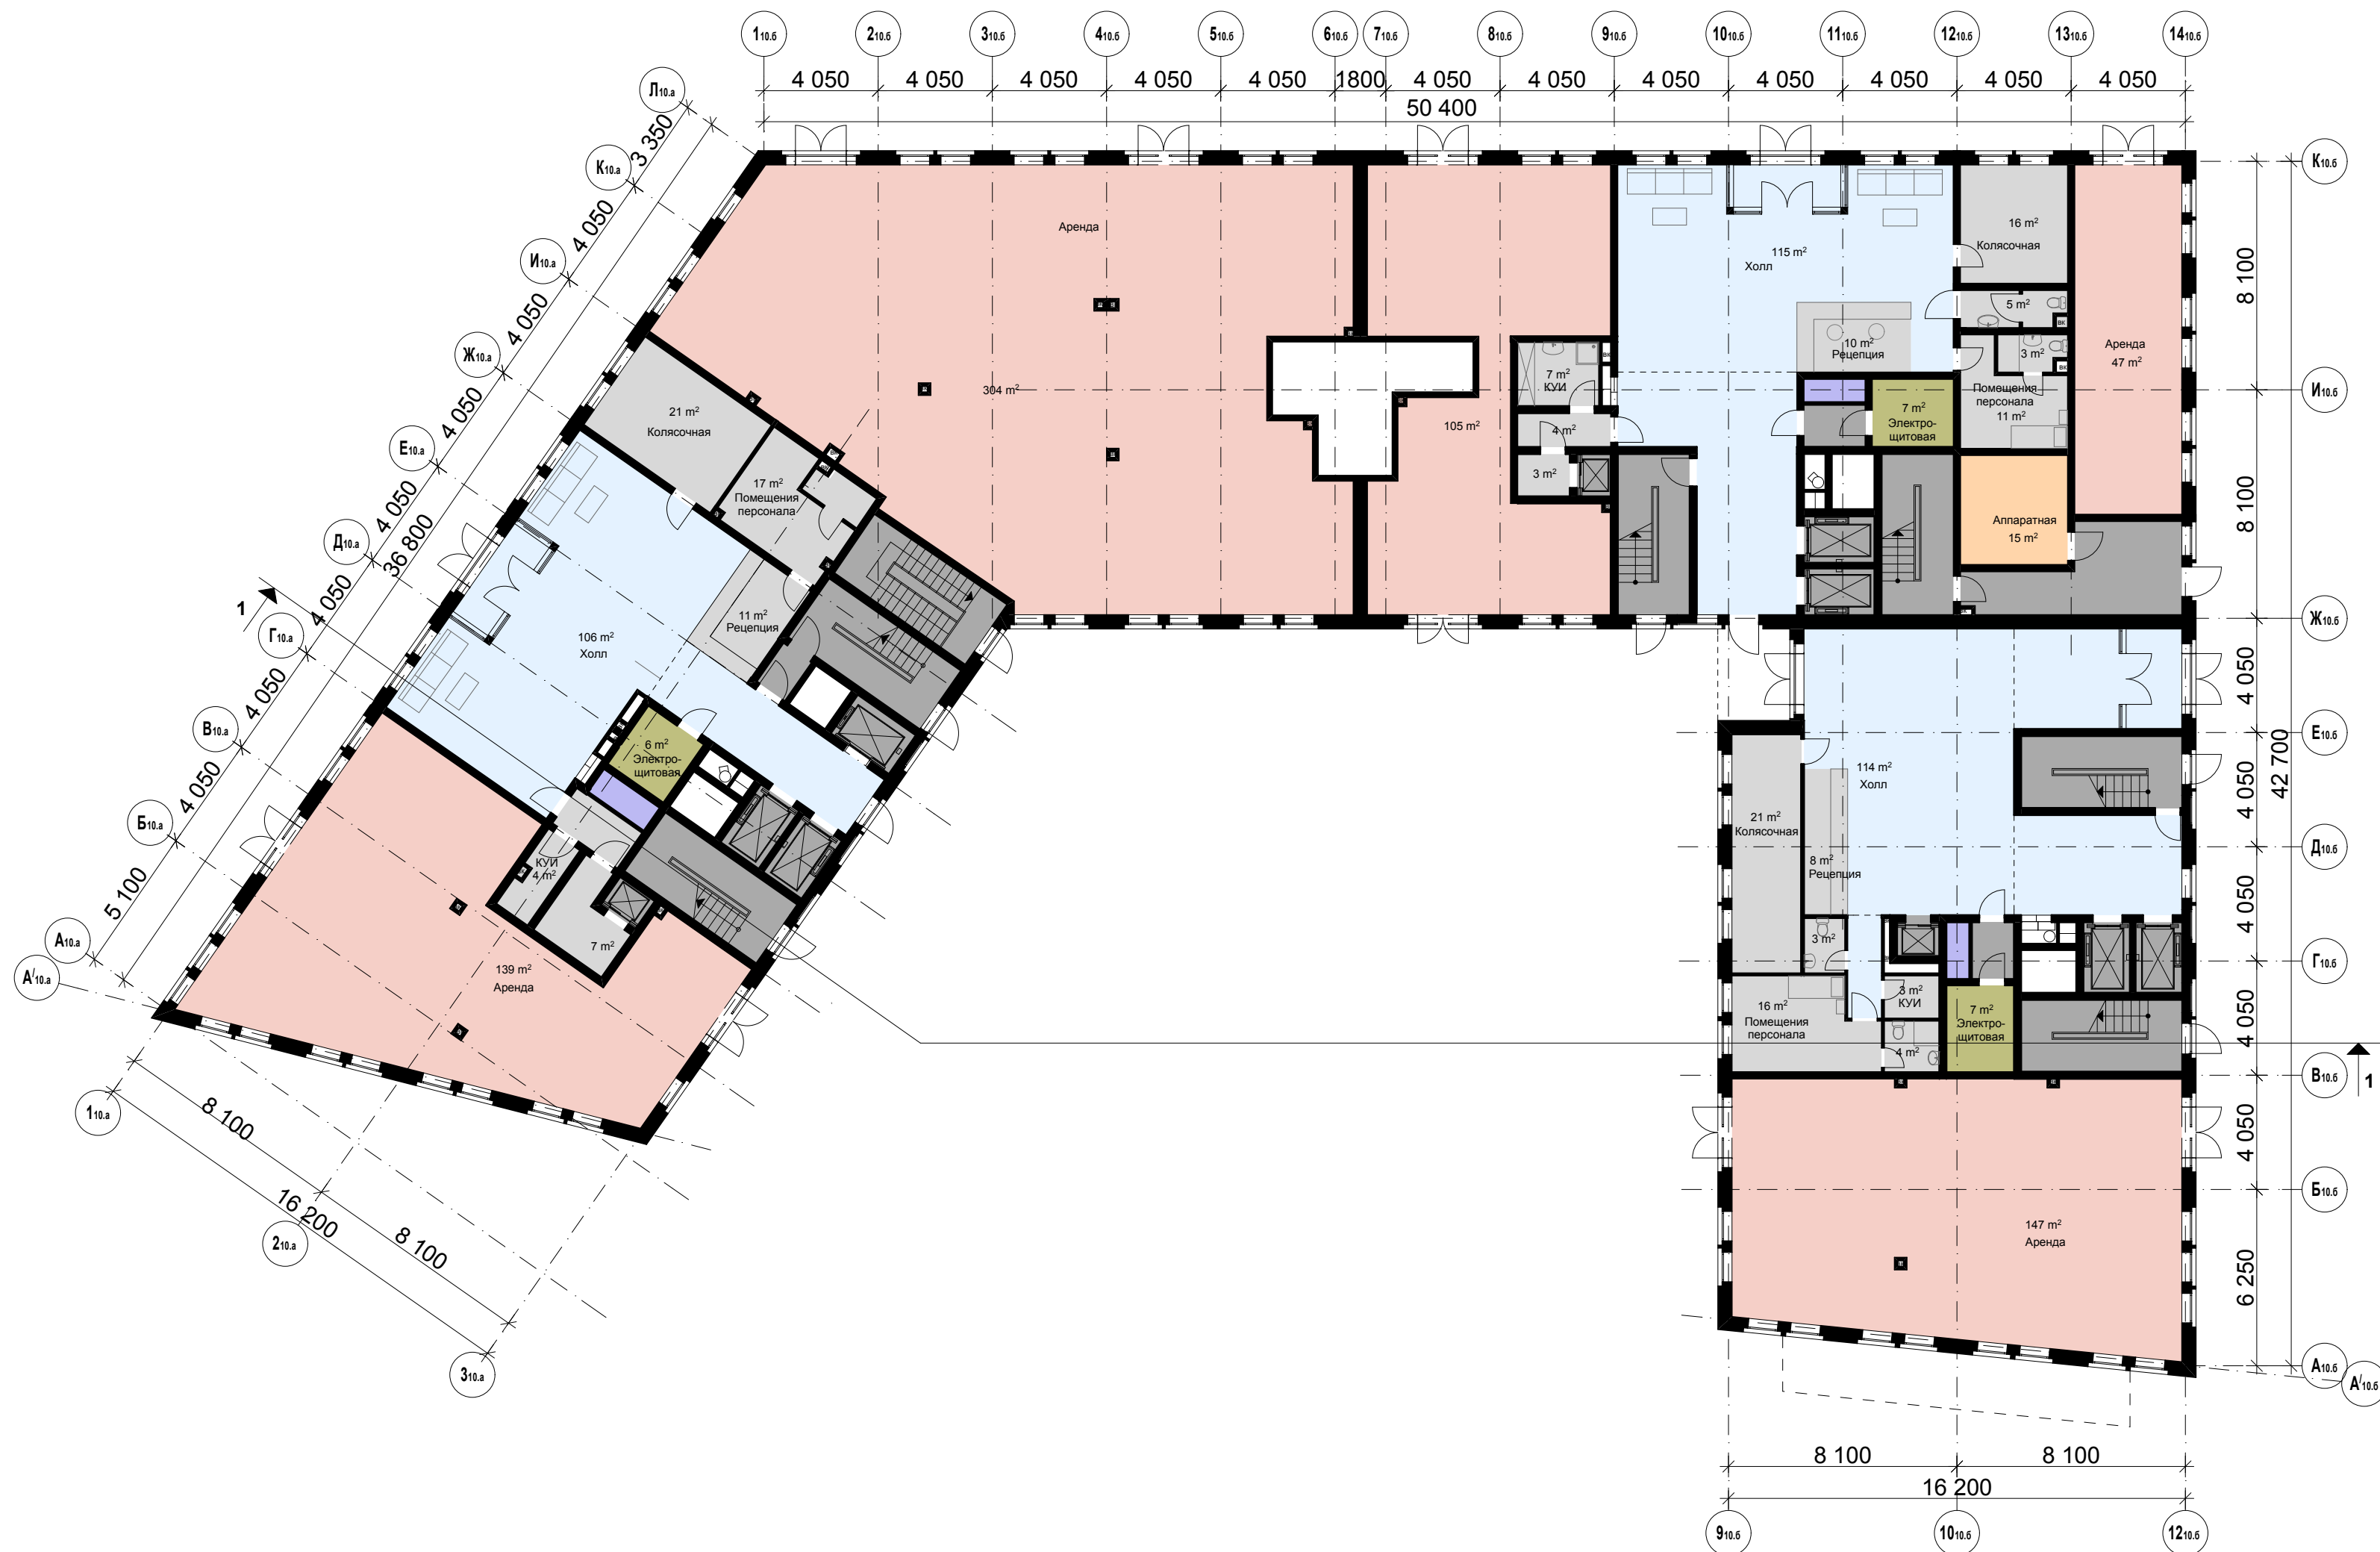 1₁₀.б 2₁₀.б 3₁₀.б 4₁₀.б 5₁₀.б 6₁₀.б 7₁₀.б 8₁₀.б 9₁₀.б 10₁₀.б 11₁₀.б 12₁₀.б 13₁₀.б 14₁₀.б
4 050 4 050 4 050 4 050 4 050 1800 4 050 4 050 4 050 4 050 4 050 4 050 4 050
50 400
Л₁₀.а
К₁₀.а
И₁₀.а
Ж₁₀.а
Е₁₀.а
Д₁₀.а
Г₁₀.а
В₁₀.а
Б₁₀.а
А₁₀.а
А/₁₀.а
3 350
4 050
4 050
4 050
4 050
4 050
4 050
4 050
5 100
36 800
1
1₁₀.а
2₁₀.а
3₁₀.а
8 100
8 100
16 200
Аренда
304 m²
21 m²
Колясочная
17 m²
Помещения
персонала
11 m²
Рецепция
106 m²
Холл
6 m²
Электро-
щитовая
КУИ
4 m²
7 m²
139 m²
Аренда
105 m²
7 m²
КУИ
4 m²
3 m²
ВК
115 m²
Холл
10 m²
Рецепция
16 m²
Колясочная
5 m²
ВК
3 m²
ВК
Помещения
персонала
11 m²
7 m²
Электро-
щитовая
Аппаратная
15 m²
Аренда
47 m²
114 m²
Холл
21 m²
Колясочная
8 m²
Рецепция
3 m²
3 m²
КУИ
16 m²
Помещения
персонала
4 m²
7 m²
Электро-
щитовая
147 m²
Аренда
К₁₀.б
И₁₀.б
Ж₁₀.б
Е₁₀.б
Д₁₀.б
Г₁₀.б
В₁₀.б
Б₁₀.б
А₁₀.б
А/₁₀.б
8 100
8 100
4 050
4 050
4 050
4 050
4 050
6 250
42 700
1
8 100 8 100
16 200
9₁₀.б 10₁₀.б 12₁₀.б